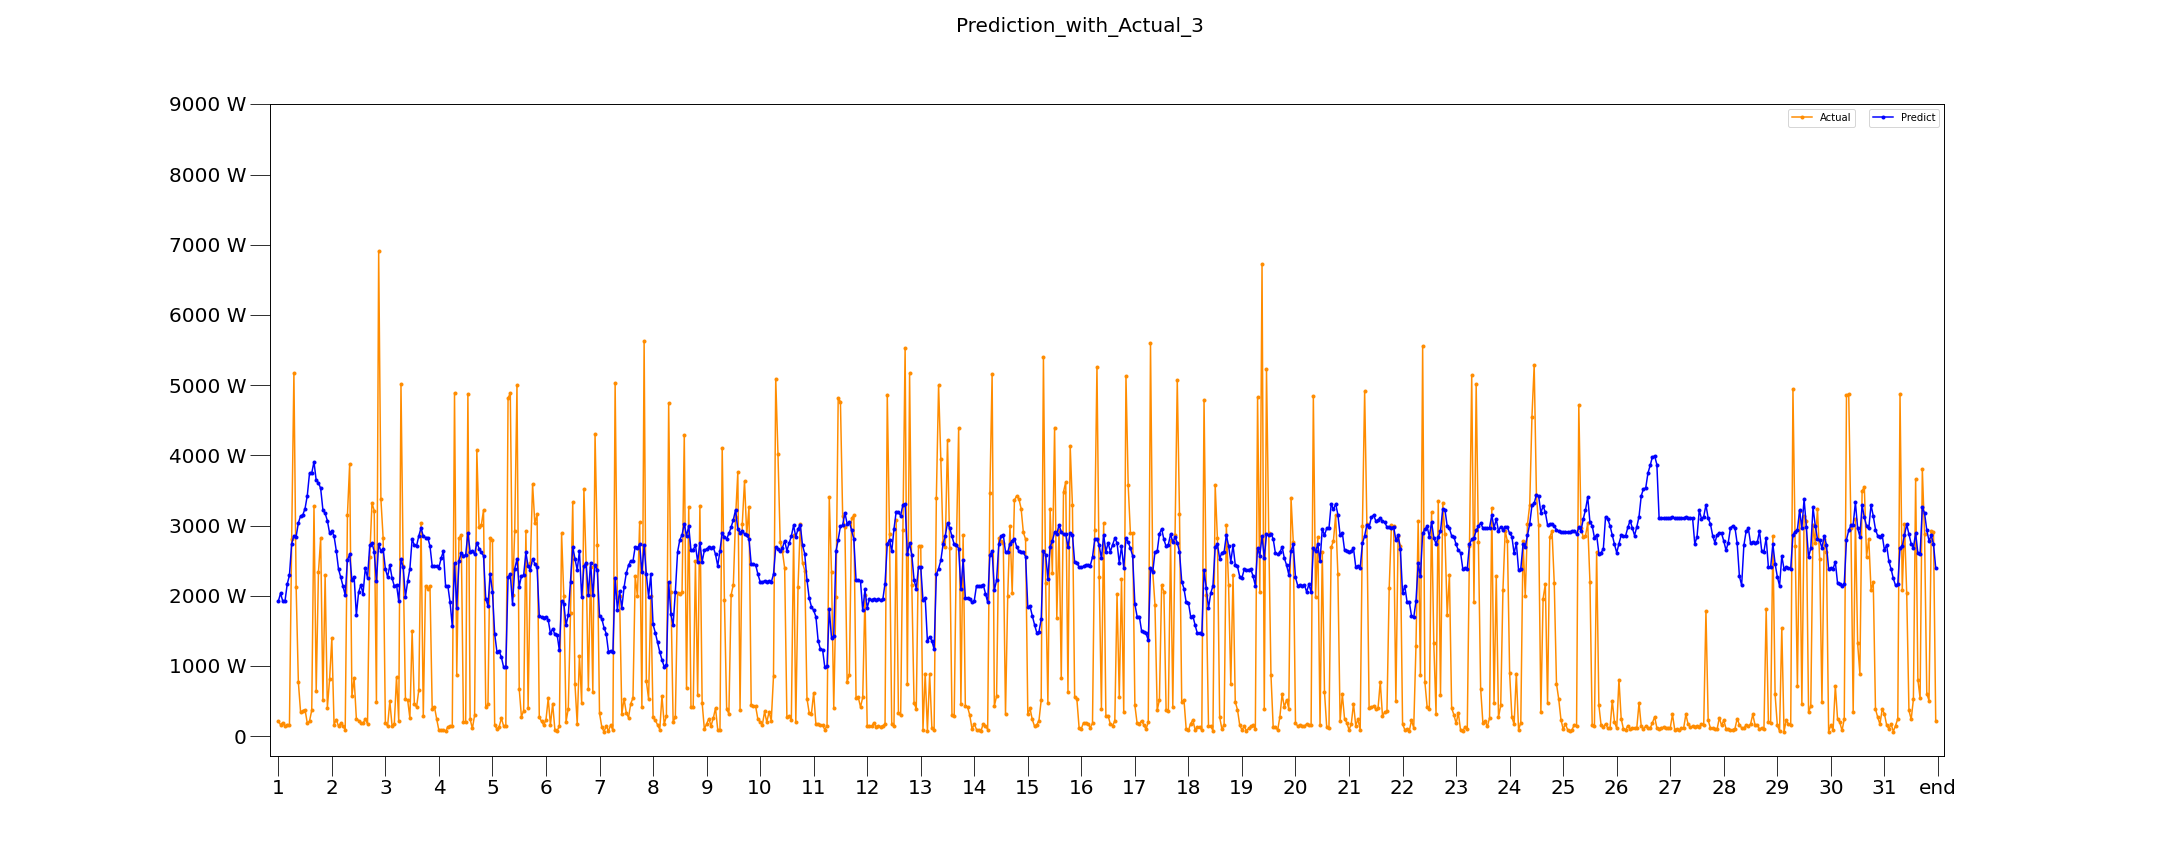 Prediction_with_Actual_3
Actual Predict
9000 W
8000 W
7000 W
6000 W
5000 W
4000 W
3000 W
2000 W
1000 W
0
1 2 3 4 5 6 7 8 9 10 11 12 13 14 15 16 17 18 19 20 21 22 23 24 25 26 27 28 29 30 31 end